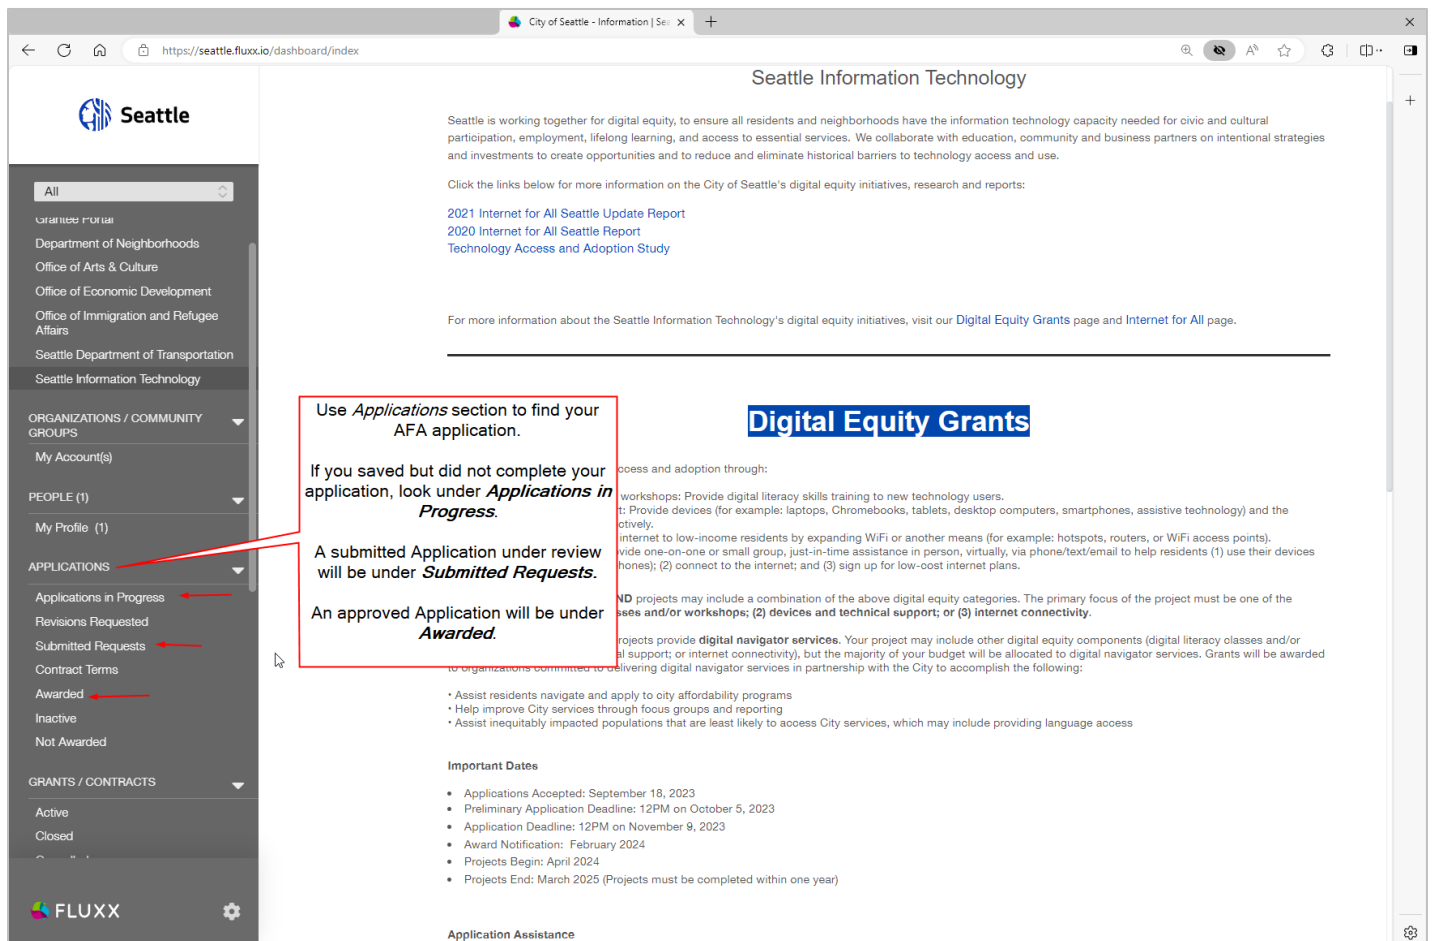 City of Seattle - Information | Se
https://seattle.fluxx.io/dashboard/index
Seattle
All
Grantee Portal
Department of Neighborhoods
Office of Arts & Culture
Office of Economic Development
Office of Immigration and Refugee
Affairs
Seattle Department of Transportation
Seattle Information Technology
ORGANIZATIONS / COMMUNITY
GROUPS
My Account(s)
PEOPLE (1)
My Profile (1)
APPLICATIONS
Applications in Progress
Revisions Requested
Submitted Requests
Contract Terms
Awarded
Inactive
Not Awarded
GRANTS / CONTRACTS
Active
Closed
FLUXX
Use Applications section to find your
AFA application.
If you saved but did not complete your
application, look under Applications in
Progress.
A submitted Application under review
will be under Submitted Requests.
An approved Application will be under
Awarded.
Seattle Information Technology
Seattle is working together for digital equity, to ensure all residents and neighborhoods have the information technology capacity needed for civic and cultural
participation, employment, lifelong learning, and access to essential services. We collaborate with education, community and business partners on intentional strategies
and investments to create opportunities and to reduce and eliminate historical barriers to technology access and use.
Click the links below for more information on the City of Seattle's digital equity initiatives, research and reports:
2021 Internet for All Seattle Update Report
2020 Internet for All Seattle Report
Technology Access and Adoption Study
For more information about the Seattle Information Technology's digital equity initiatives, visit our Digital Equity Grants page and Internet for All page.
Digital Equity Grants
access and adoption through:
workshops: Provide digital literacy skills training to new technology users.
Provide devices (for example: laptops, Chromebooks, tablets, desktop computers, smartphones, assistive technology) and the
internet to low-income residents by expanding WiFi or another means (for example: hotspots, routers, or WiFi access points).
one-on-one or small group, just-in-time assistance in person, virtually, via phone/text/email to help residents (1) use their devices
(2) connect to the internet; and (3) sign up for low-cost internet plans.
projects may include a combination of the above digital equity categories. The primary focus of the project must be one of the
and/or workshops; (2) devices and technical support; or (3) internet connectivity.
projects provide digital navigator services. Your project may include other digital equity components (digital literacy classes and/or
support; or internet connectivity), but the majority of your budget will be allocated to digital navigator services. Grants will be awarded
to organizations committed to delivering digital navigator services in partnership with the City to accomplish the following:
• Assist residents navigate and apply to city affordability programs
• Help improve City services through focus groups and reporting
• Assist inequitably impacted populations that are least likely to access City services, which may include providing language access
Important Dates
• Applications Accepted: September 18, 2023
• Preliminary Application Deadline: 12PM on October 5, 2023
• Application Deadline: 12PM on November 9, 2023
• Award Notification: February 2024
• Projects Begin: April 2024
• Projects End: March 2025 (Projects must be completed within one year)
Application Assistance